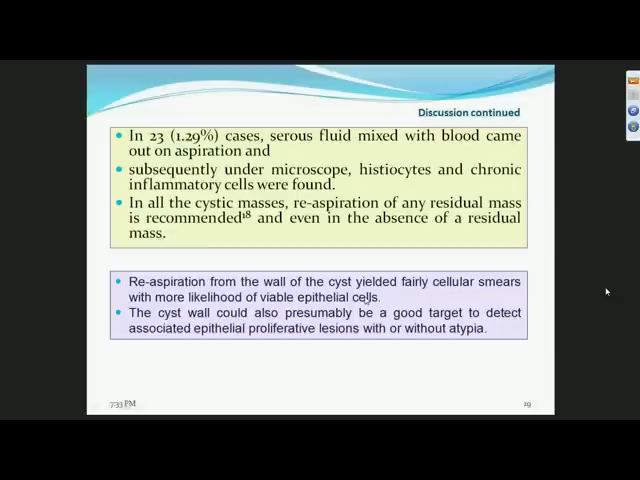 Discussion continued
In 23 (1.29%) cases, serous fluid mixed with blood came
out on aspiration and
subsequently under microscope, histiocytes and chronic
inflammatory cells were found.
In all the cystic masses, re-aspiration of any residual mass
is recommended¹⁸ and even in the absence of a residual
mass.
Re-aspiration from the wall of the cyst yielded fairly cellular smears
with more likelihood of viable epithelial cells.
The cyst wall could also presumably be a good target to detect
associated epithelial proliferative lesions with or without atypia.
7:33 PM
29